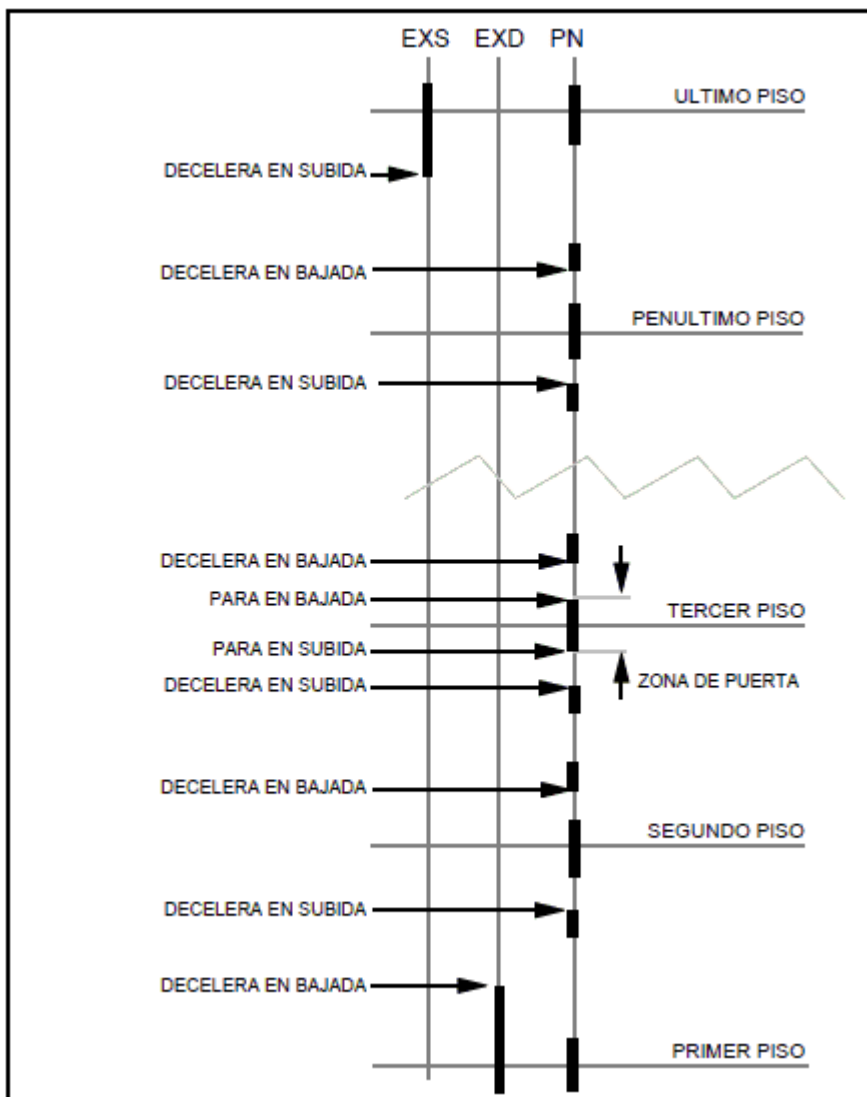 EXS EXD PN
ULTIMO PISO
DECELERA EN SUBIDA
DECELERA EN BAJADA
PENULTIMO PISO
DECELERA EN SUBIDA
DECELERA EN BAJADA
PARA EN BAJADA
TERCER PISO
PARA EN SUBIDA
DECELERA EN SUBIDA
ZONA DE PUERTA
DECELERA EN BAJADA
SEGUNDO PISO
DECELERA EN SUBIDA
DECELERA EN BAJADA
PRIMER PISO